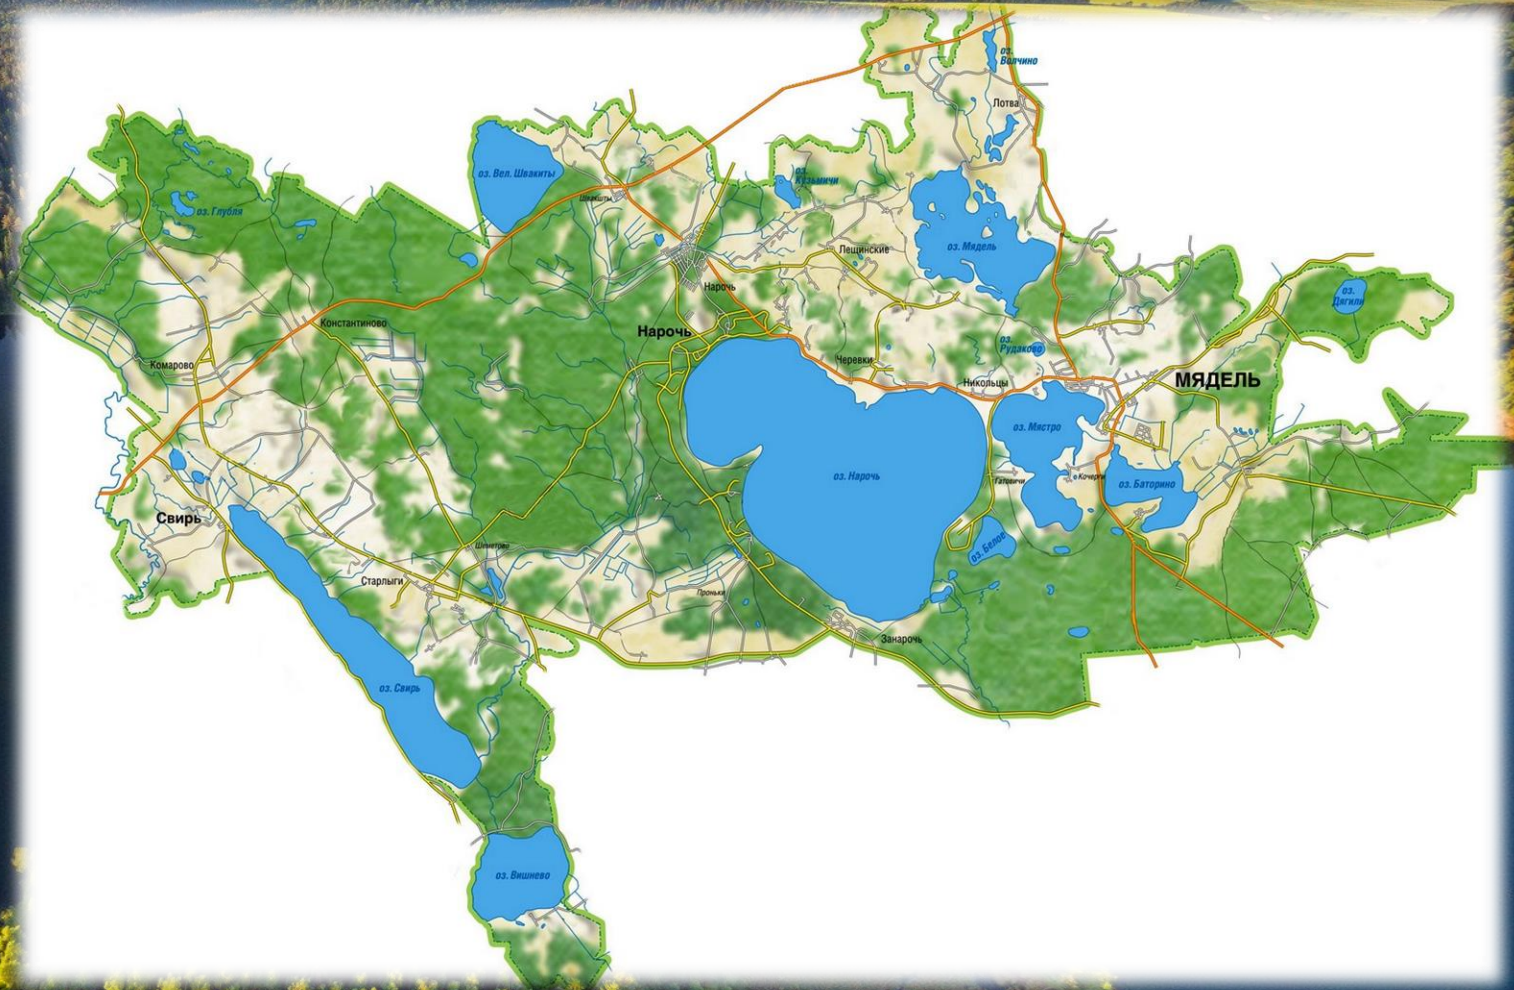 оз.
Волчино
Лотва
оз. Вел. Швакиты
оз.
Кузьмичи
Швакшты
оз. Глубля
оз. Мядель
Лещинские
Нарочь
оз.
Дягили
Константиново
Нарочь
оз.
Рудаково
Комарово
Черевки
Никольцы
МЯДЕЛЬ
оз. Мястро
оз. Нарочь
Гатовичи
Кочерги
оз. Баторино
Свирь
оз. Белое
Шеметово
Старлыги
Проньки
Занарочь
оз. Свирь
оз. Вишнево